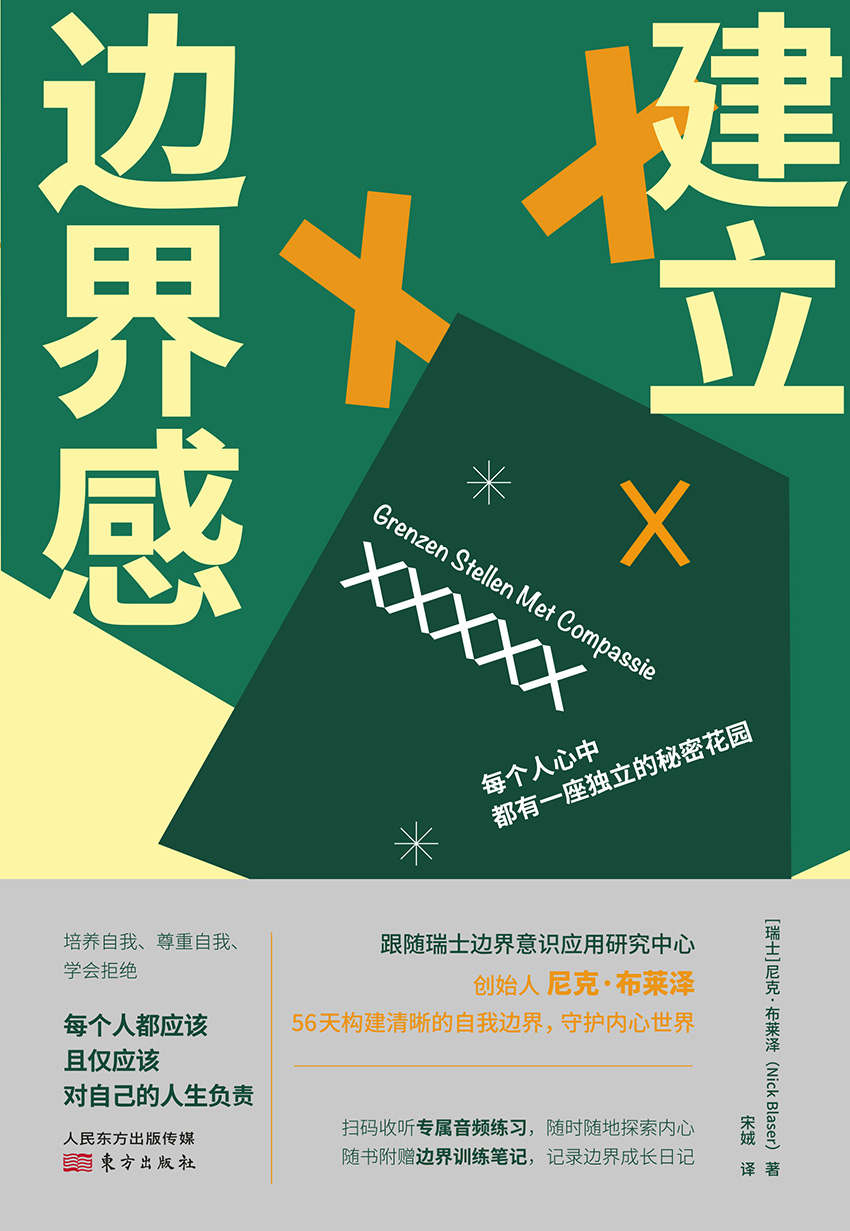 建立
边界感
Grenzen Stellen Met Compassie
每个人心中
都有一座独立的秘密花园
培养自我、尊重自我、
学会拒绝
每个人都应该
且仅应该
对自己的人生负责
人民东方出版传媒
東方出版社
跟随瑞士边界意识应用研究中心
创始人 尼克·布莱泽
56天构建清晰的自我边界，守护内心世界
扫码收听专属音频练习，随时随地探索内心
随书附赠边界训练笔记，记录边界成长日记
[瑞士]尼克·布莱泽（Nick Blaser）著
宋娀 译